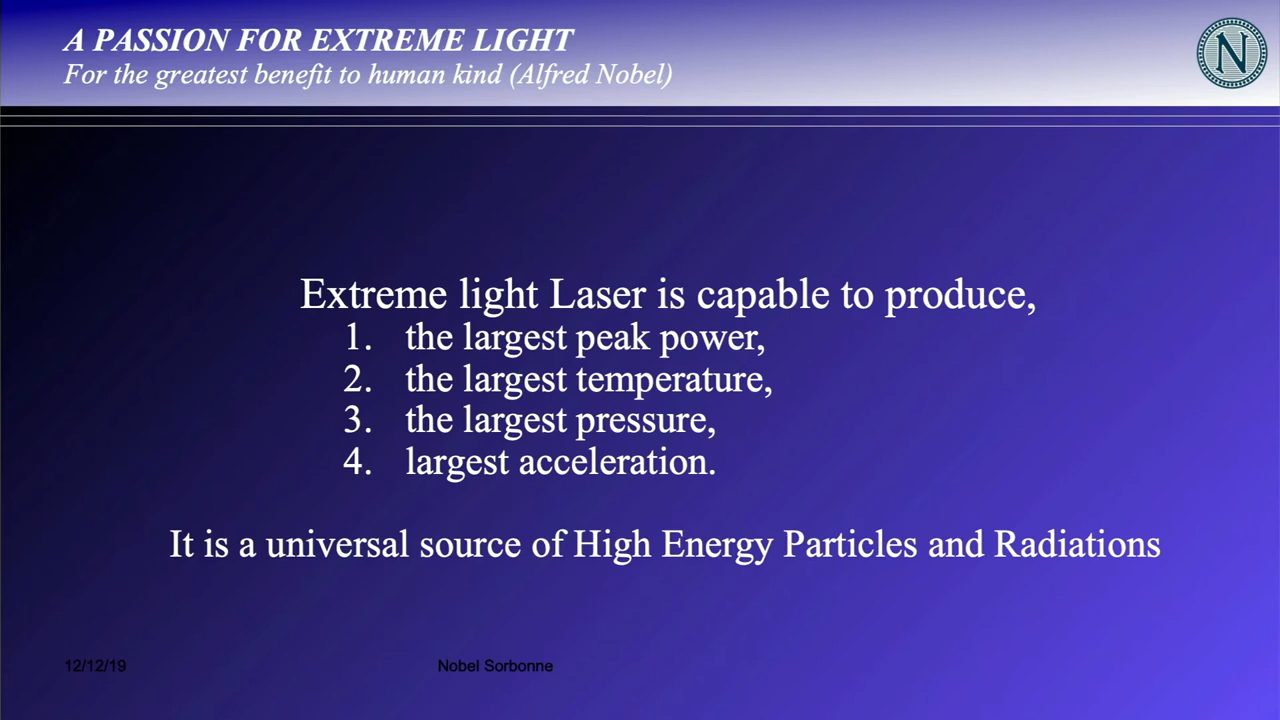 A PASSION FOR EXTREME LIGHT
For the greatest benefit to human kind (Alfred Nobel)
N
Extreme light Laser is capable to produce,
1. the largest peak power,
2. the largest temperature,
3. the largest pressure,
4. largest acceleration.
It is a universal source of High Energy Particles and Radiations
12/12/19
Nobel Sorbonne